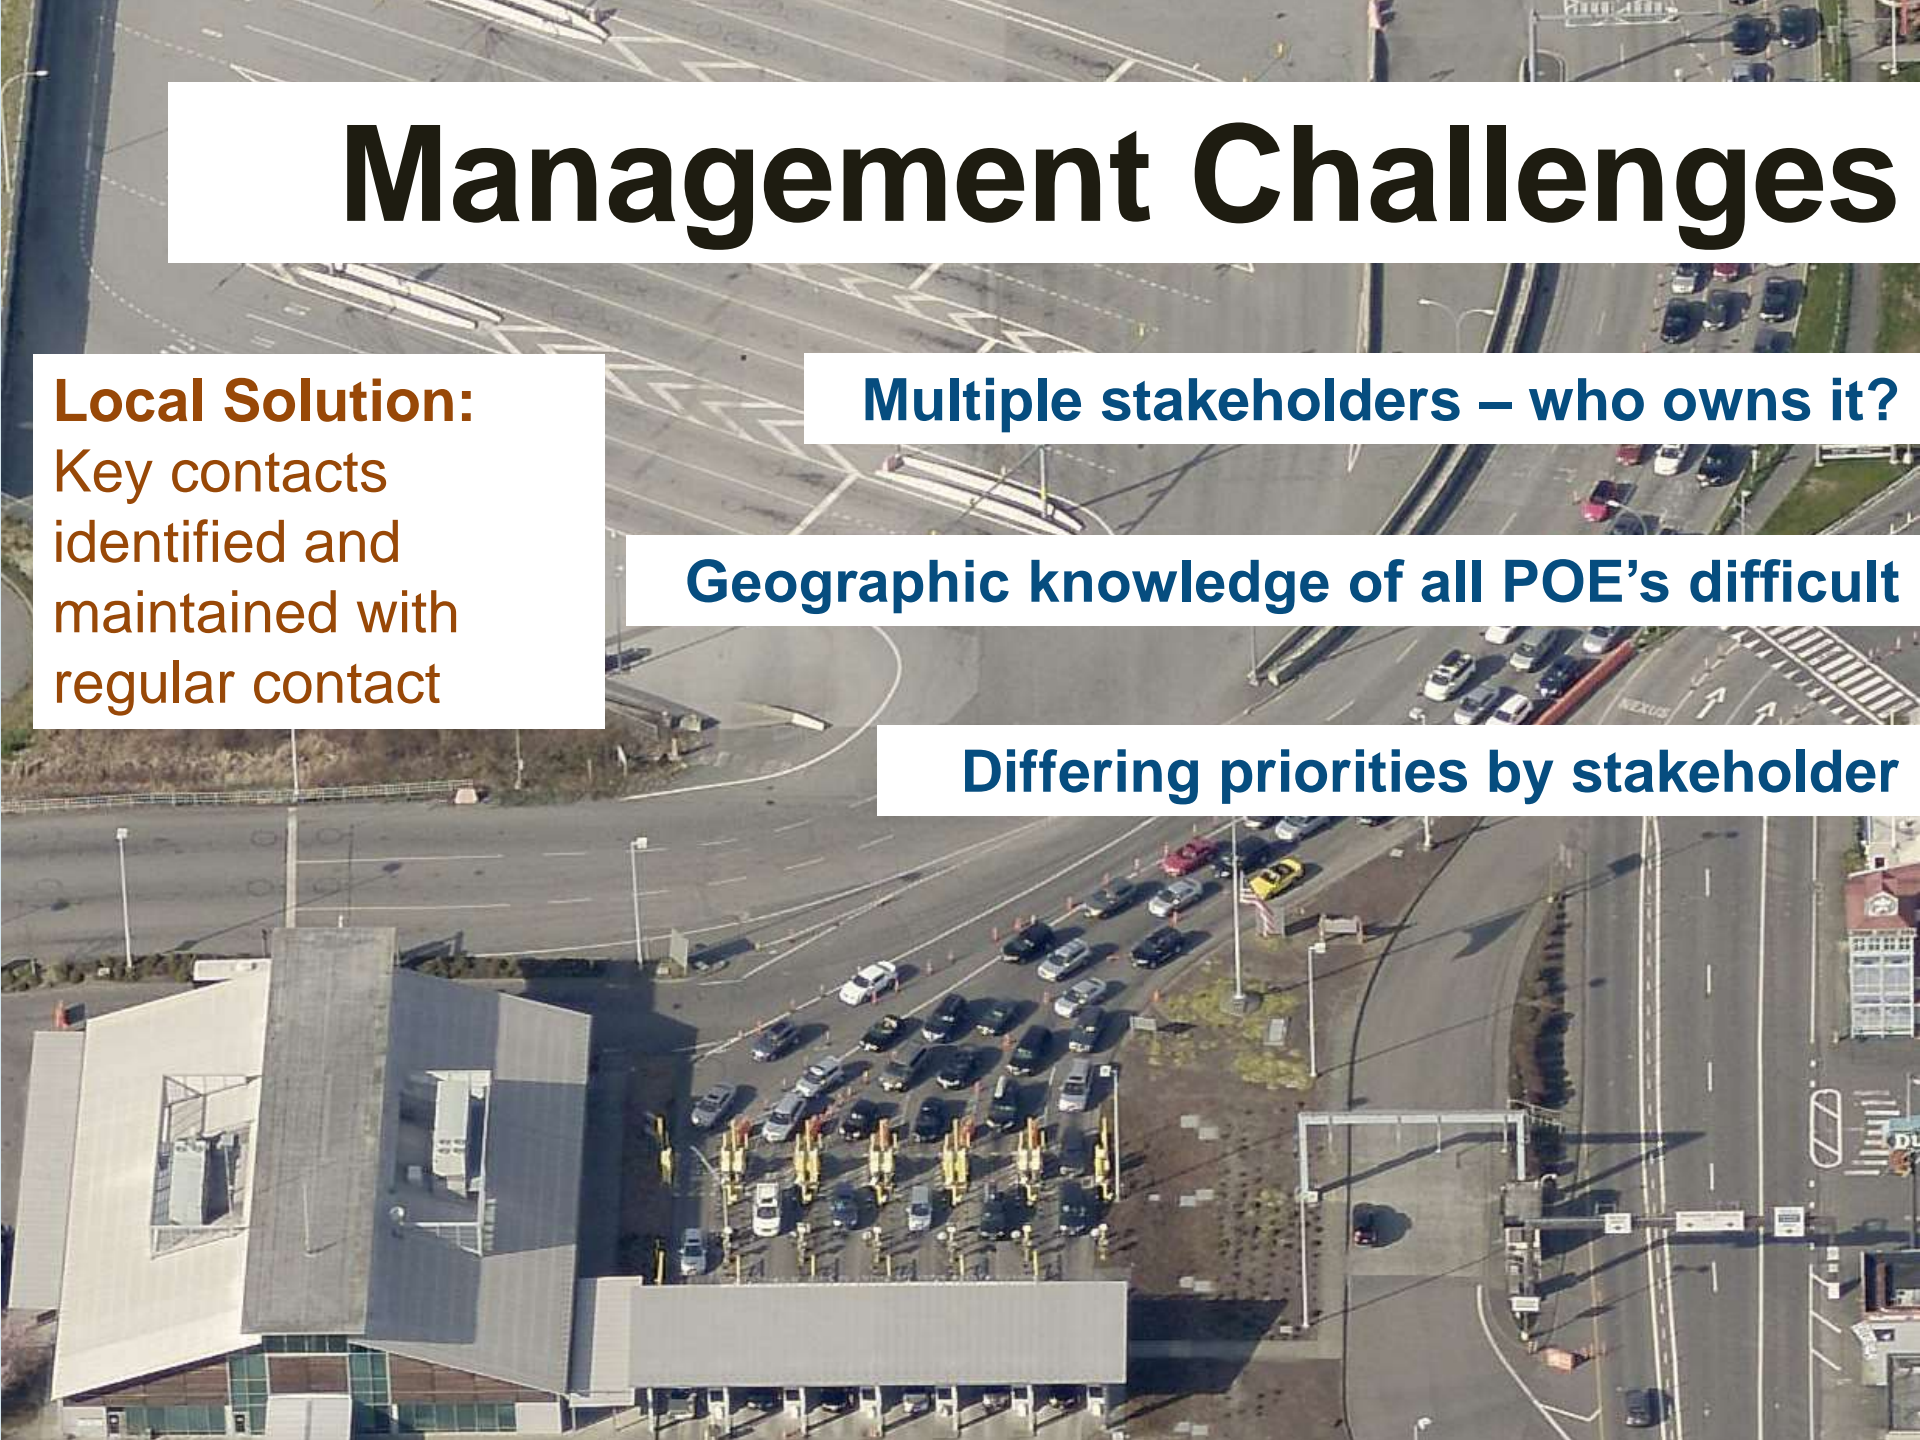 Management Challenges
Local Solution:
Key contacts
identified and
maintained with
regular contact
Multiple stakeholders – who owns it?
Geographic knowledge of all POE’s difficult
Differing priorities by stakeholder
NEXUS